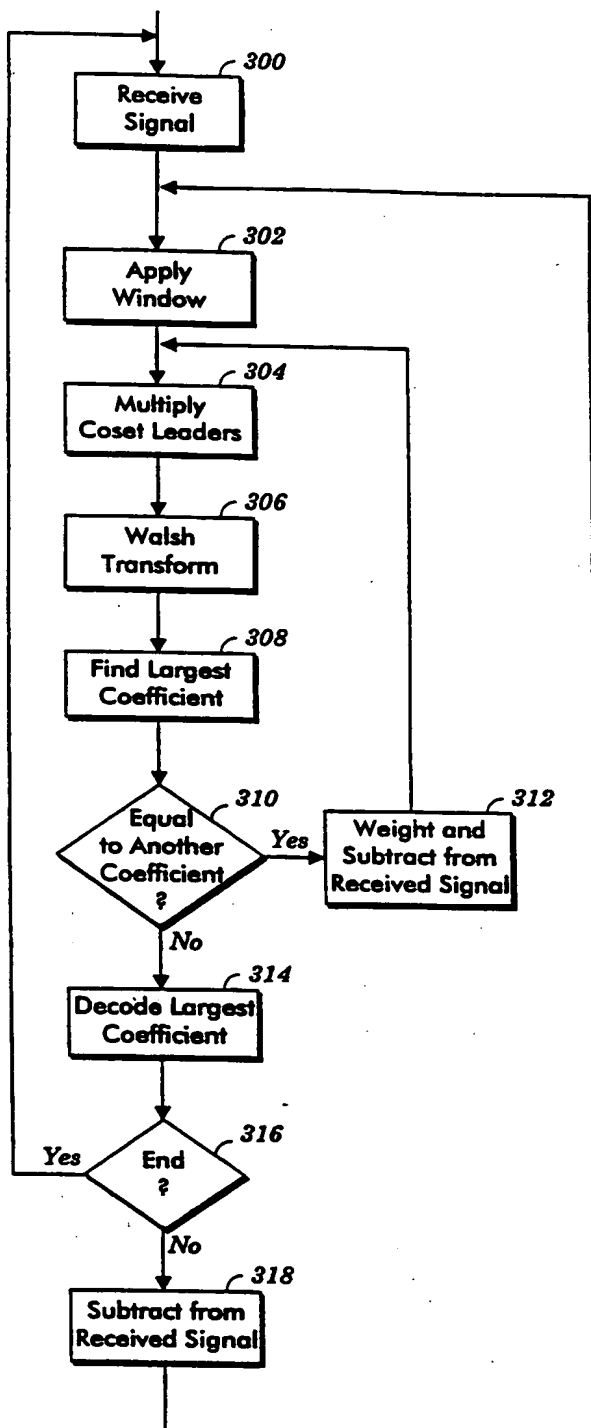 300
Receive
Signal
302
Apply
Window
304
Multiply
Coset Leaders
306
Walsh
Transform
308
Find Largest
Coefficient
310
Equal
to Another
Coefficient
?
Yes
312
Weight and
Subtract from
Received Signal
No
314
Decode Largest
Coefficient
316
End
?
Yes
No
318
Subtract from
Received Signal